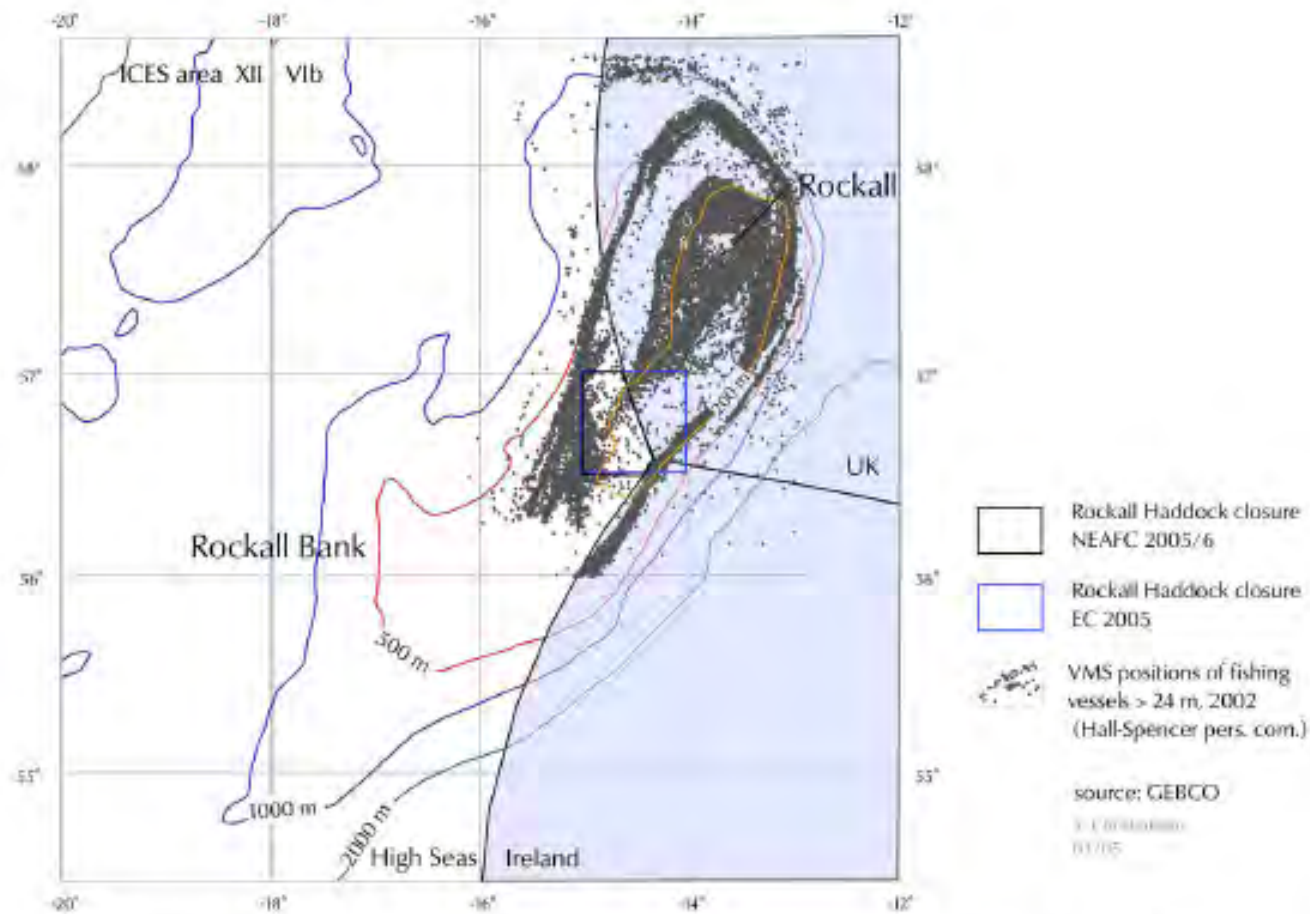 -20° -18° -16° -14° -12°
ICES area XII VIb
58° 58°
Rockall
57° 57°
200 m
UK
Rockall Bank
56° 56°
500 m
55° 55°
1000 m
2000 m
High Seas Ireland
-20° -18° -16° -14° -12°
Rockall Haddock closure
NEAFC 2005/6
Rockall Haddock closure
EC 2005
VMS positions of fishing
vessels > 24 m, 2002
(Hall-Spencer pers. com.)
source: GEBCO